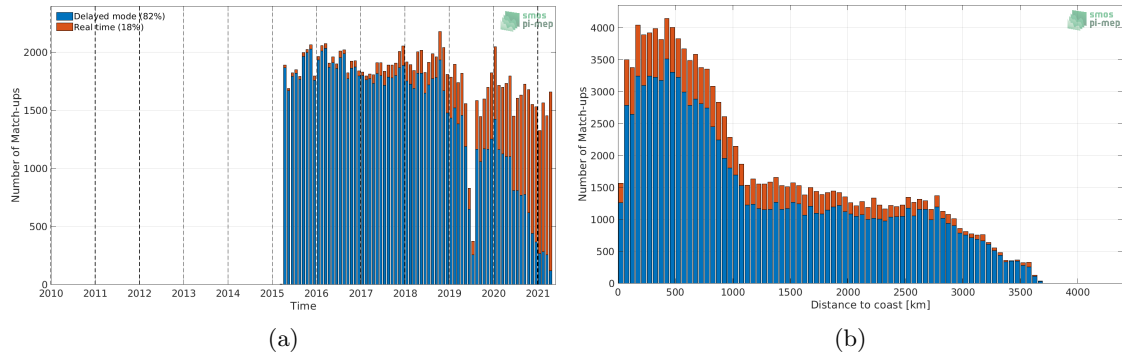 Delayed mode (82%)
Real time (18%)
smos
pi-mep
Number of Match-ups
2000
1500
1000
500
0
2010 2011 2012 2013 2014 2015 2016 2017 2018 2019 2020 2021
Time
(a)
smos
pi-mep
Number of Match-ups
4000
3500
3000
2500
2000
1500
1000
500
0
0 500 1000 1500 2000 2500 3000 3500 4000
Distance to coast [km]
(b)